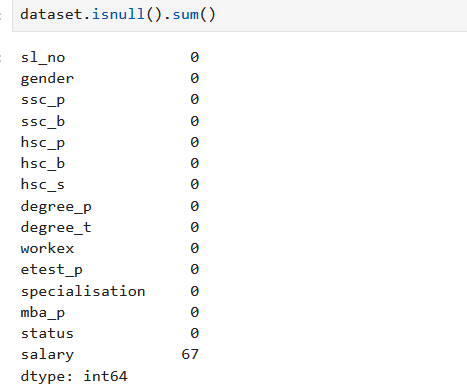 dataset.isnull().sum()
sl_no 0
gender 0
ssc_p 0
ssc_b 0
hsc_p 0
hsc_b 0
hsc_s 0
degree_p 0
degree_t 0
workex 0
etest_p 0
specialisation 0
mba_p 0
status 0
salary 67
dtype: int64